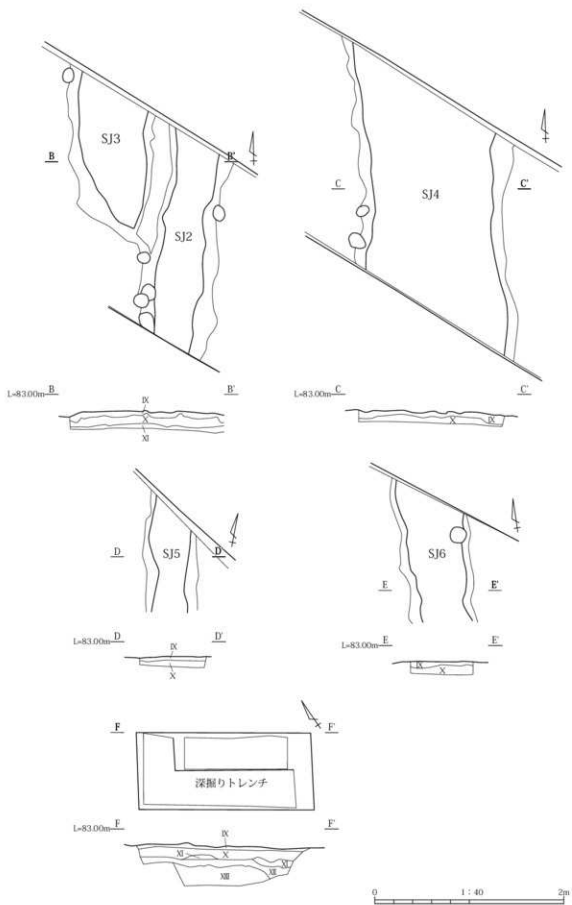 SJ3
B
B'
SJ2
C
SJ4
C'
B
B'
L=83.00m
IX
X
XI
C
C'
L=83.00m
X
IX
D
SJ5
D
SJ6
E
E'
D
D'
L=83.00m
IX
X
E
E'
L=83.00m
IX
X
F
F'
深掘りトレンチ
F
F'
L=83.00m
IX
XI
X
XI
XII
XIII
0
1：40
2m